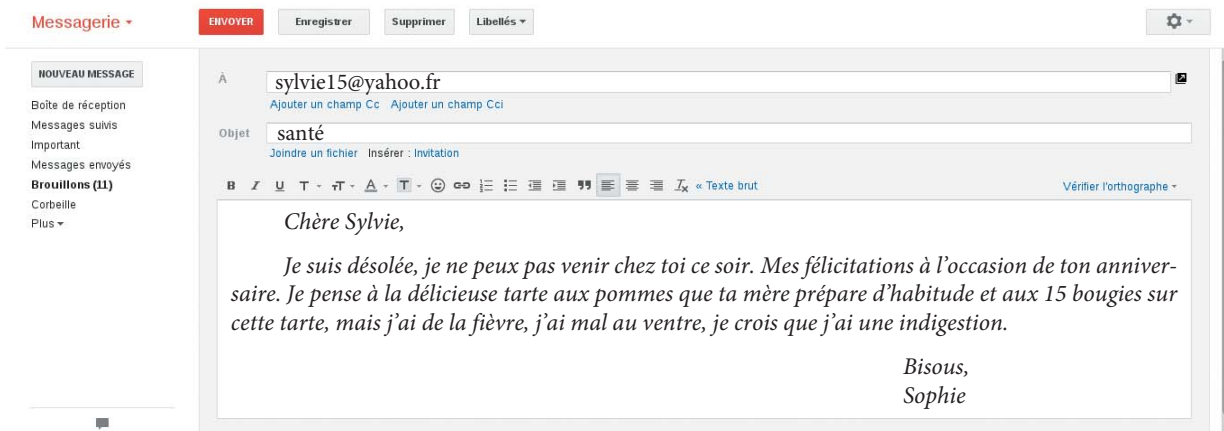 Messagerie
ENVOYER Enregistrer Supprimer Libellés
NOUVEAU MESSAGE
Boîte de réception
Messages suivis
Important
Messages envoyés
Brouillons (11)
Corbeille
Plus
À sylvie15@yahoo.fr
Ajouter un champ Cc Ajouter un champ Cci
Objet santé
Joindre un fichier Insérer : Invitation
B I U T TT A T « Texte brut Vérifier l'orthographe
Chère Sylvie,
Je suis désolée, je ne peux pas venir chez toi ce soir. Mes félicitations à l'occasion de ton anniver-
saire. Je pense à la délicieuse tarte aux pommes que ta mère prépare d'habitude et aux 15 bougies sur
cette tarte, mais j'ai de la fièvre, j'ai mal au ventre, je crois que j'ai une indigestion.
Bisous,
Sophie